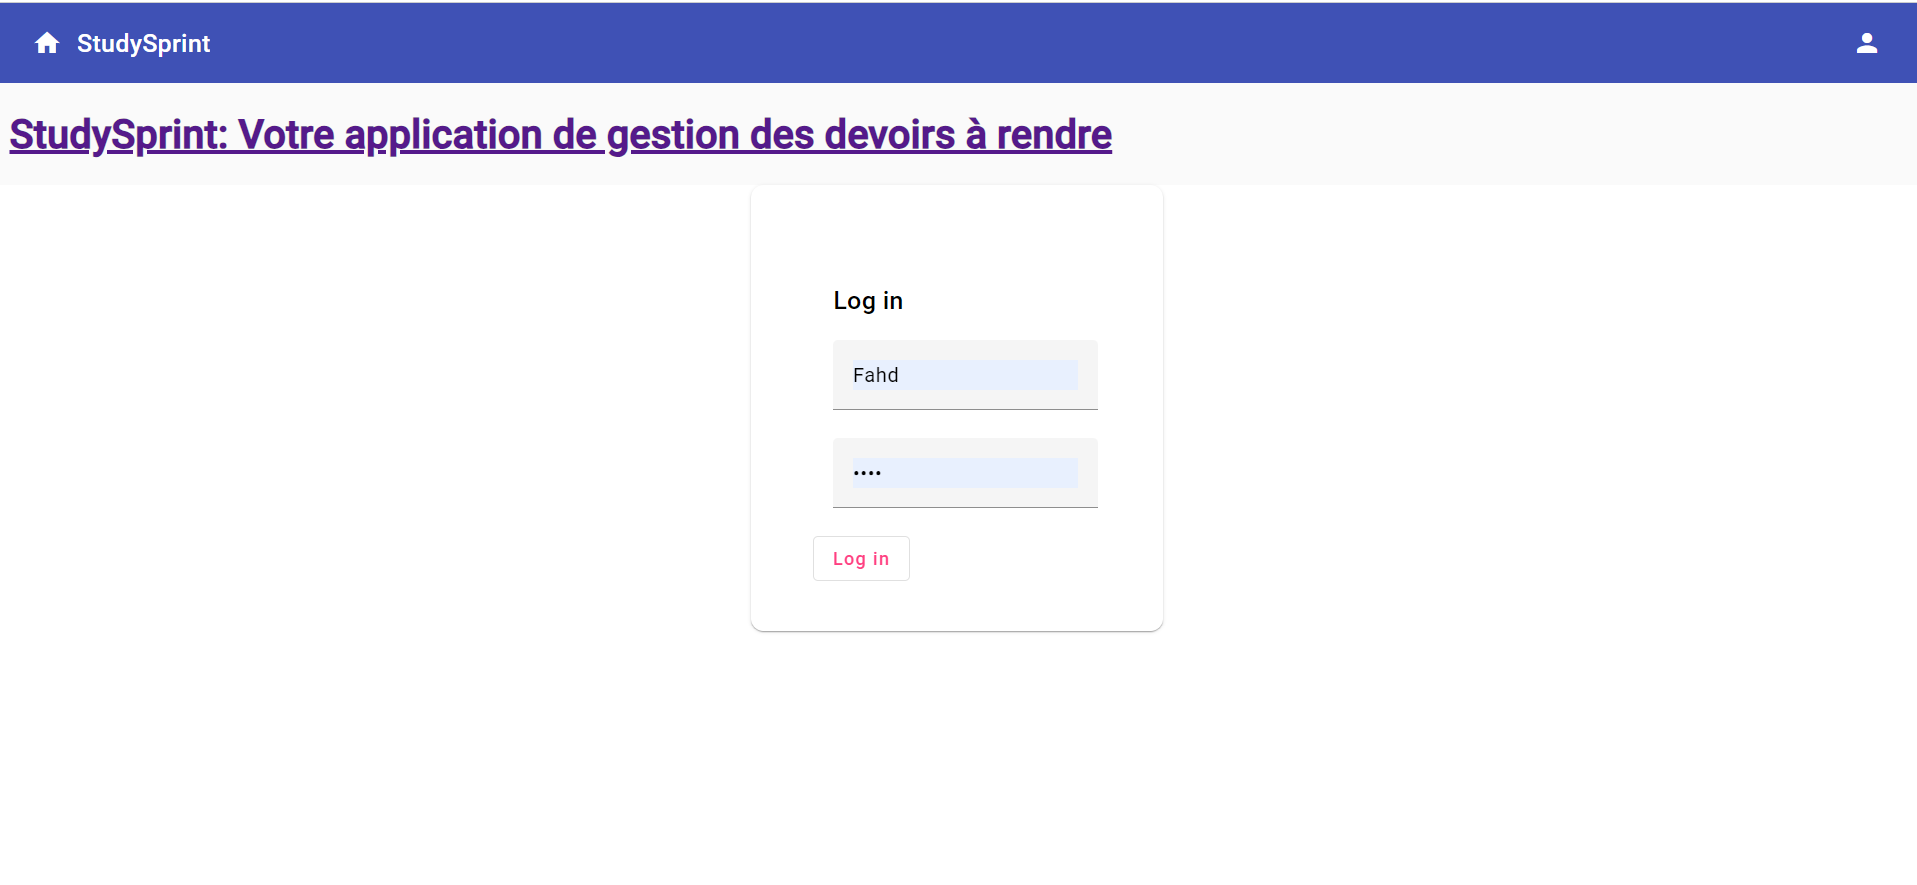 StudySprint
StudySprint: Votre application de gestion des devoirs à rendre
Log in
Fahd
••••
Log in